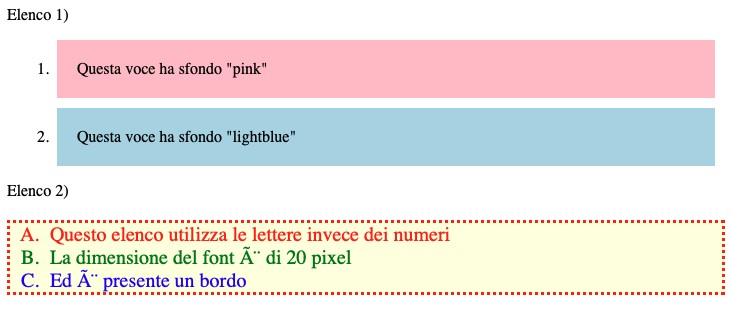 Elenco 1)
1. Questa voce ha sfondo "pink"
2. Questa voce ha sfondo "lightblue"
Elenco 2)
A. Questo elenco utilizza le lettere invece dei numeri
B. La dimensione del font Ã¨ di 20 pixel
C. Ed Ã¨ presente un bordo